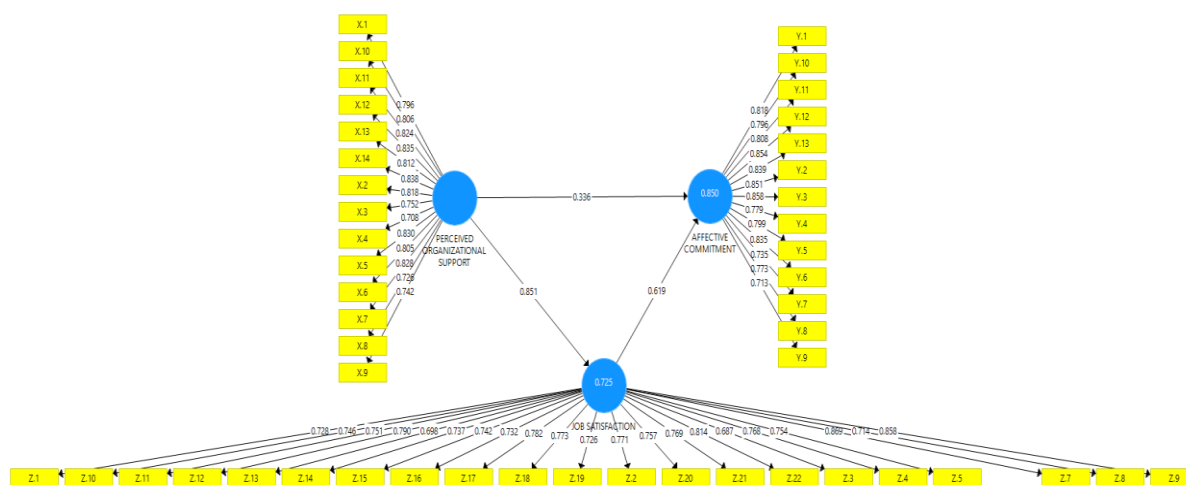 X.1
X.10
X.11
X.12
X.13
X.14
X.2
X.3
X.4
X.5
X.6
X.7
X.8
X.9
0.796
0.806
0.824
0.835
0.812
0.838
0.818
0.752
0.708
0.830
0.805
0.828
0.726
0.742
PERCEIVED
ORGANIZATIONAL
SUPPORT
0.336
0.851
0.619
0.850
AFFECTIVE
COMMITMENT
0.818
0.796
0.808
0.854
0.839
0.851
0.858
0.779
0.799
0.835
0.735
0.773
0.713
Y.1
Y.10
Y.11
Y.12
Y.13
Y.2
Y.3
Y.4
Y.5
Y.6
Y.7
Y.8
Y.9
0.725
JOB SATISFACTION
0.728 0.746 0.751 0.790 0.698 0.737 0.742 0.732 0.782 0.773 0.726 0.771 0.757 0.769 0.814 0.687 0.768 0.754 0.869 0.714 0.858
Z.1 Z.10 Z.11 Z.12 Z.13 Z.14 Z.15 Z.16 Z.17 Z.18 Z.19 Z.2 Z.20 Z.21 Z.22 Z.3 Z.4 Z.5 Z.7 Z.8 Z.9